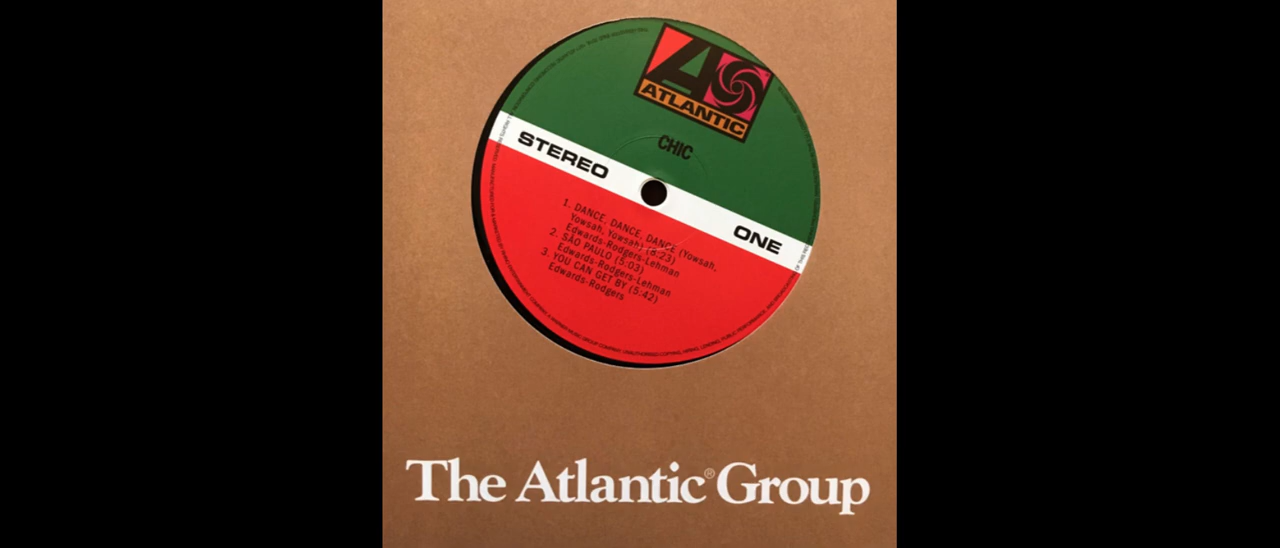 ATLANTIC
CHIC
STEREO
ONE
1. DANCE, DANCE, DANCE (Yowsah,
Yowsah, Yowsah) (8:23)
Edwards-Rodgers-Lehman
2. SÃO PAULO (5:03)
Edwards-Rodgers-Lehman
3. YOU CAN GET BY (5:42)
Edwards-Rodgers
The Atlantic® Group